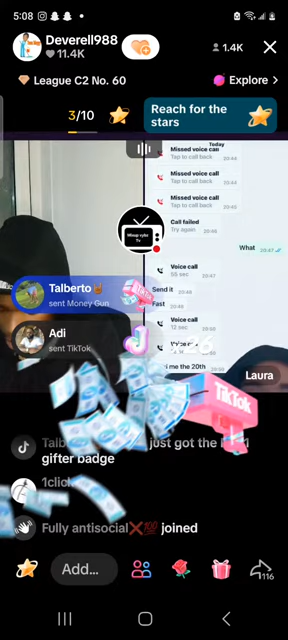 5:08
Deverell988
11.4K
1.4K
League C2 No. 60
Explore >
3/10
Reach for the stars
Today
Missed voice call
Tap to call back
20:44
Missed voice call
Tap to call back
20:44
Missed voice call
Tap to call back
20:45
Call failed
Try again
20:46
What
20:47
Voice call
55 sec
20:47
Send it
20:48
Fast
20:48
Voice call
12 sec
me the 20th
Talberto
sent Money Gun
Adi
sent TikTok
TikTok
Laura
just got the
gifter badge
1click
Fully antisocial❌💯 joined
Add...
116